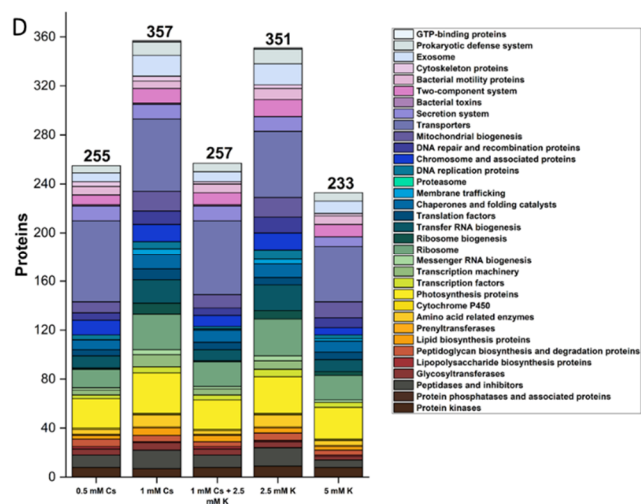 D
357
351
255
257
233
Proteins
360
320
280
240
200
160
120
80
40
0
0.5 mM Cs
1 mM Cs
1 mM Cs + 2.5
mM K
2.5 mM K
5 mM K
GTP-binding proteins
Prokaryotic defense system
Exosome
Cytoskeleton proteins
Bacterial motility proteins
Two-component system
Bacterial toxins
Secretion system
Transporters
Mitochondrial biogenesis
DNA repair and recombination proteins
Chromosome and associated proteins
DNA replication proteins
Proteasome
Membrane trafficking
Chaperones and folding catalysts
Translation factors
Transfer RNA biogenesis
Ribosome biogenesis
Ribosome
Messenger RNA biogenesis
Transcription machinery
Transcription factors
Photosynthesis proteins
Cytochrome P450
Amino acid related enzymes
Prenyltransferases
Lipid biosynthesis proteins
Peptidoglycan biosynthesis and degradation proteins
Lipopolysaccharide biosynthesis proteins
Glycosyltransferases
Peptidases and inhibitors
Protein phosphatases and associated proteins
Protein kinases